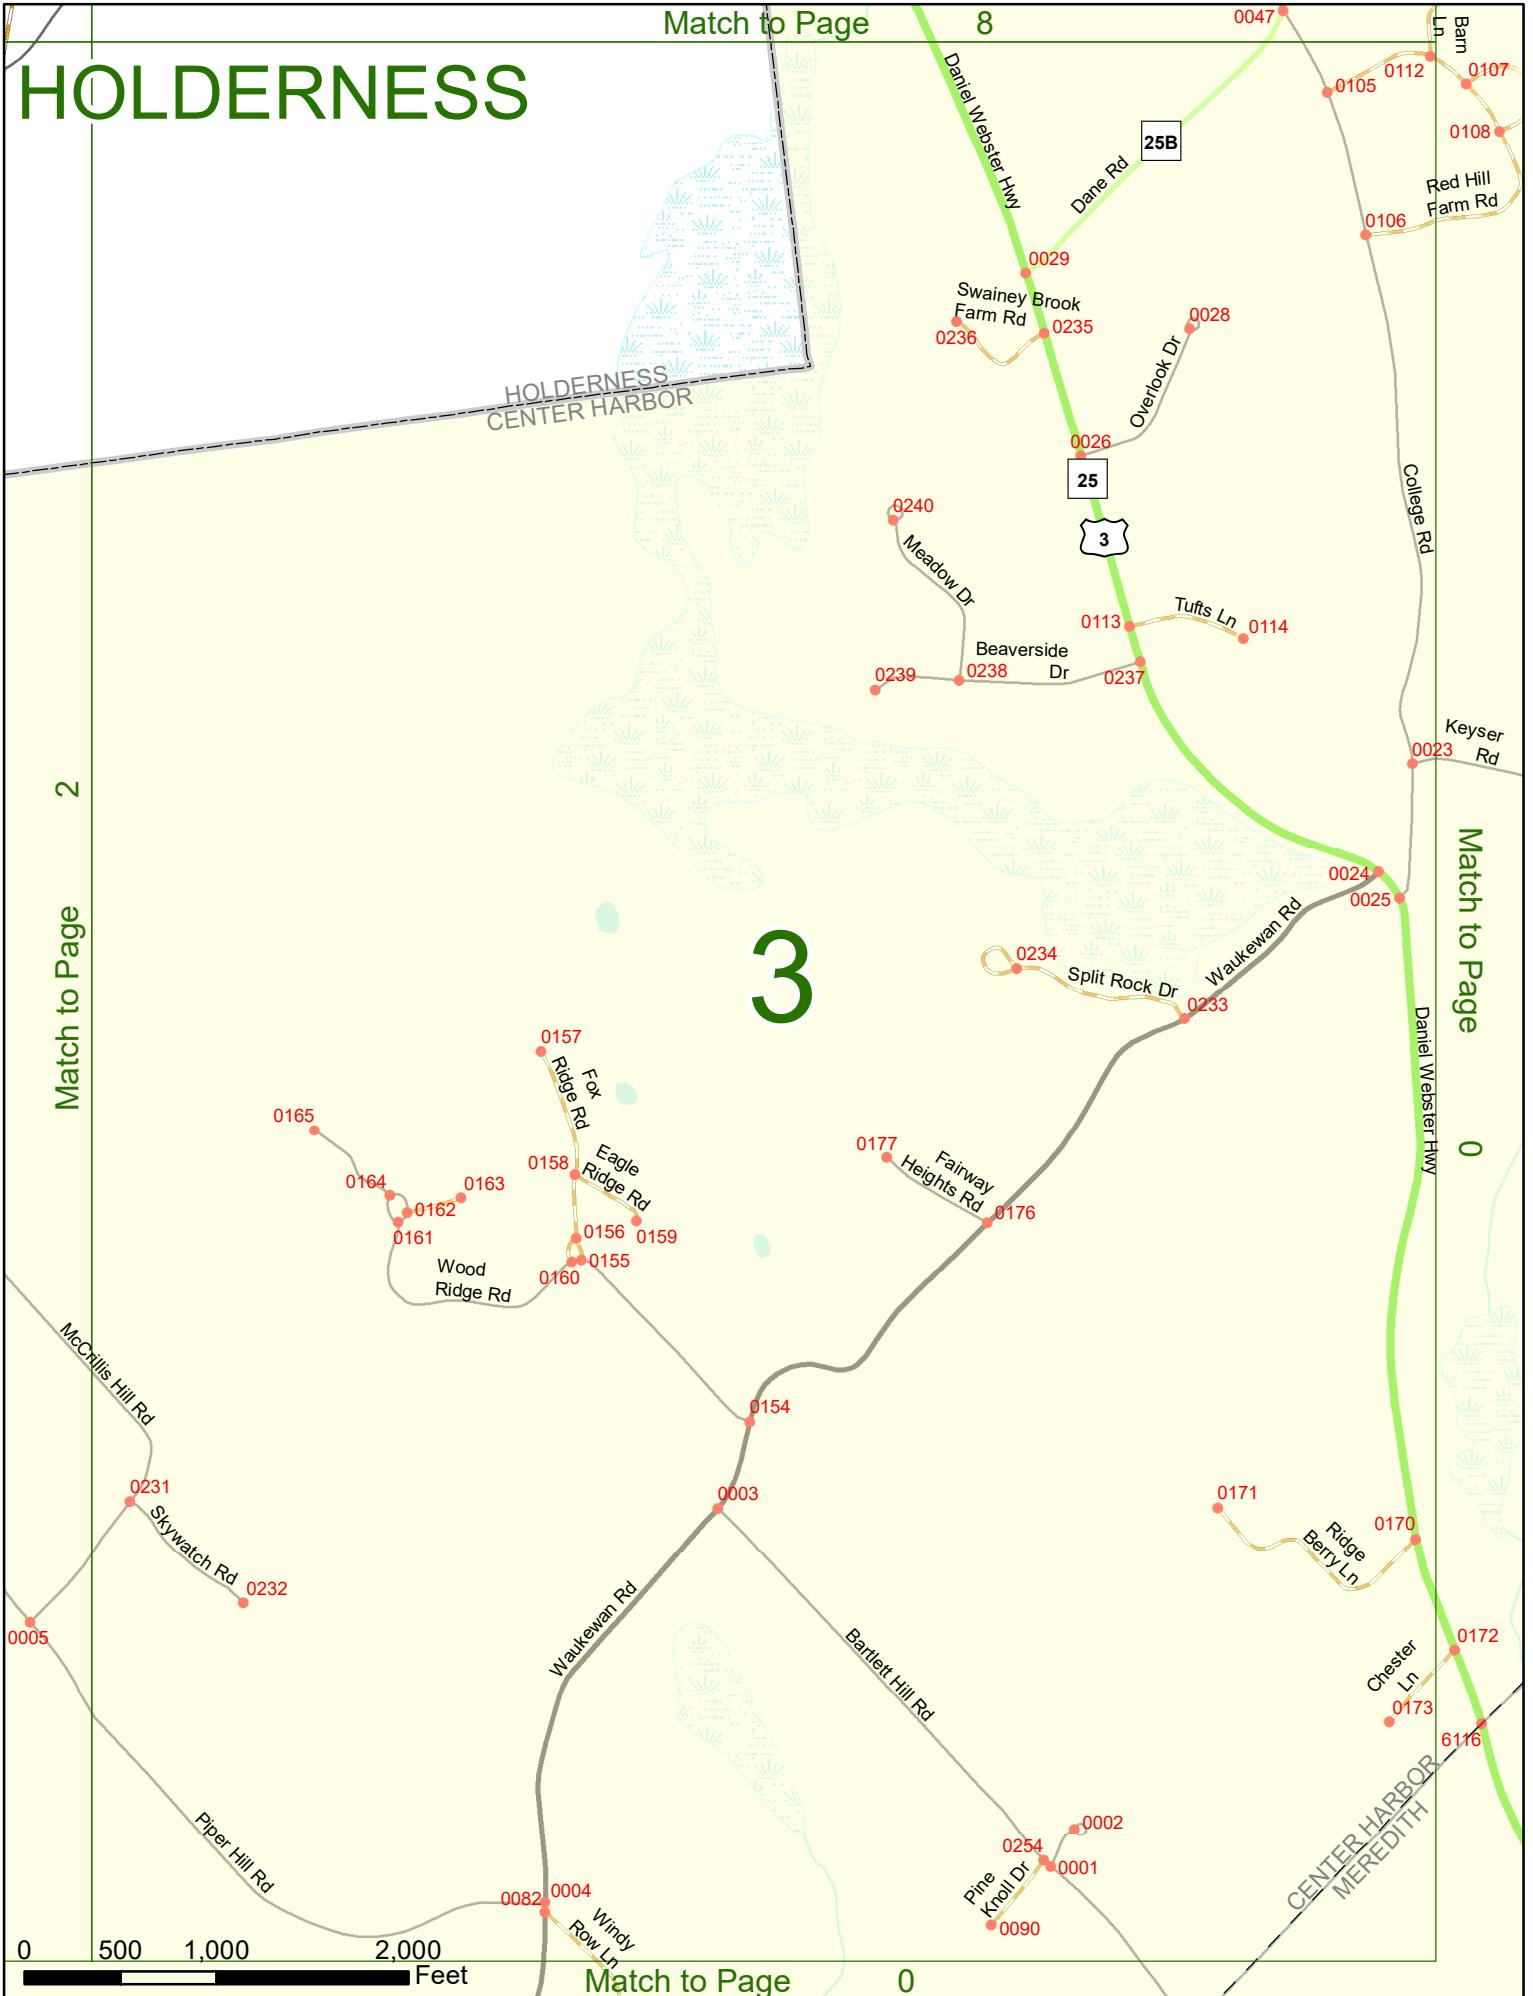 Match to Page 8
HOLDERNESS
0047
Barn
Ln
0112
0107
0105
0108
Daniel Webster Hwy
25B
Dane Rd
Red Hill
Farm Rd
0106
0029
Swainey Brook
Farm Rd
0236
0235
0028
Overlook Dr
HOLDERNESS
CENTER HARBOR
0026
25
3
College Rd
0240
Meadow Dr
0113
Tufts Ln
0114
Beaverside
Dr
0239
0238
0237
Keyser
Rd
0023
2
Match to Page
0024
0025
Match to Page
0
Waukewan Rd
3
0234
Split Rock Dr
0233
Daniel Webster Hwy
0157
Fox
Ridge Rd
0165
0158
Eagle
Ridge Rd
0177
Fairway
Heights Rd
0164
0163
0162
0161
0156
0159
0176
0155
0160
Wood
Ridge Rd
McCrillis Hill Rd
0154
0231
Skywatch Rd
0003
0171
0170
Ridge
Berry Ln
0232
0005
Waukewan Rd
Bartlett Hill Rd
0172
Chester
Ln
0173
6116
CENTER HARBOR
MEREDITH
Piper Hill Rd
0002
0254
0001
Pine
Knoll Dr
0090
0082
0004
Windy
Row Ln
0 500 1,000 2,000
Feet
Match to Page 0